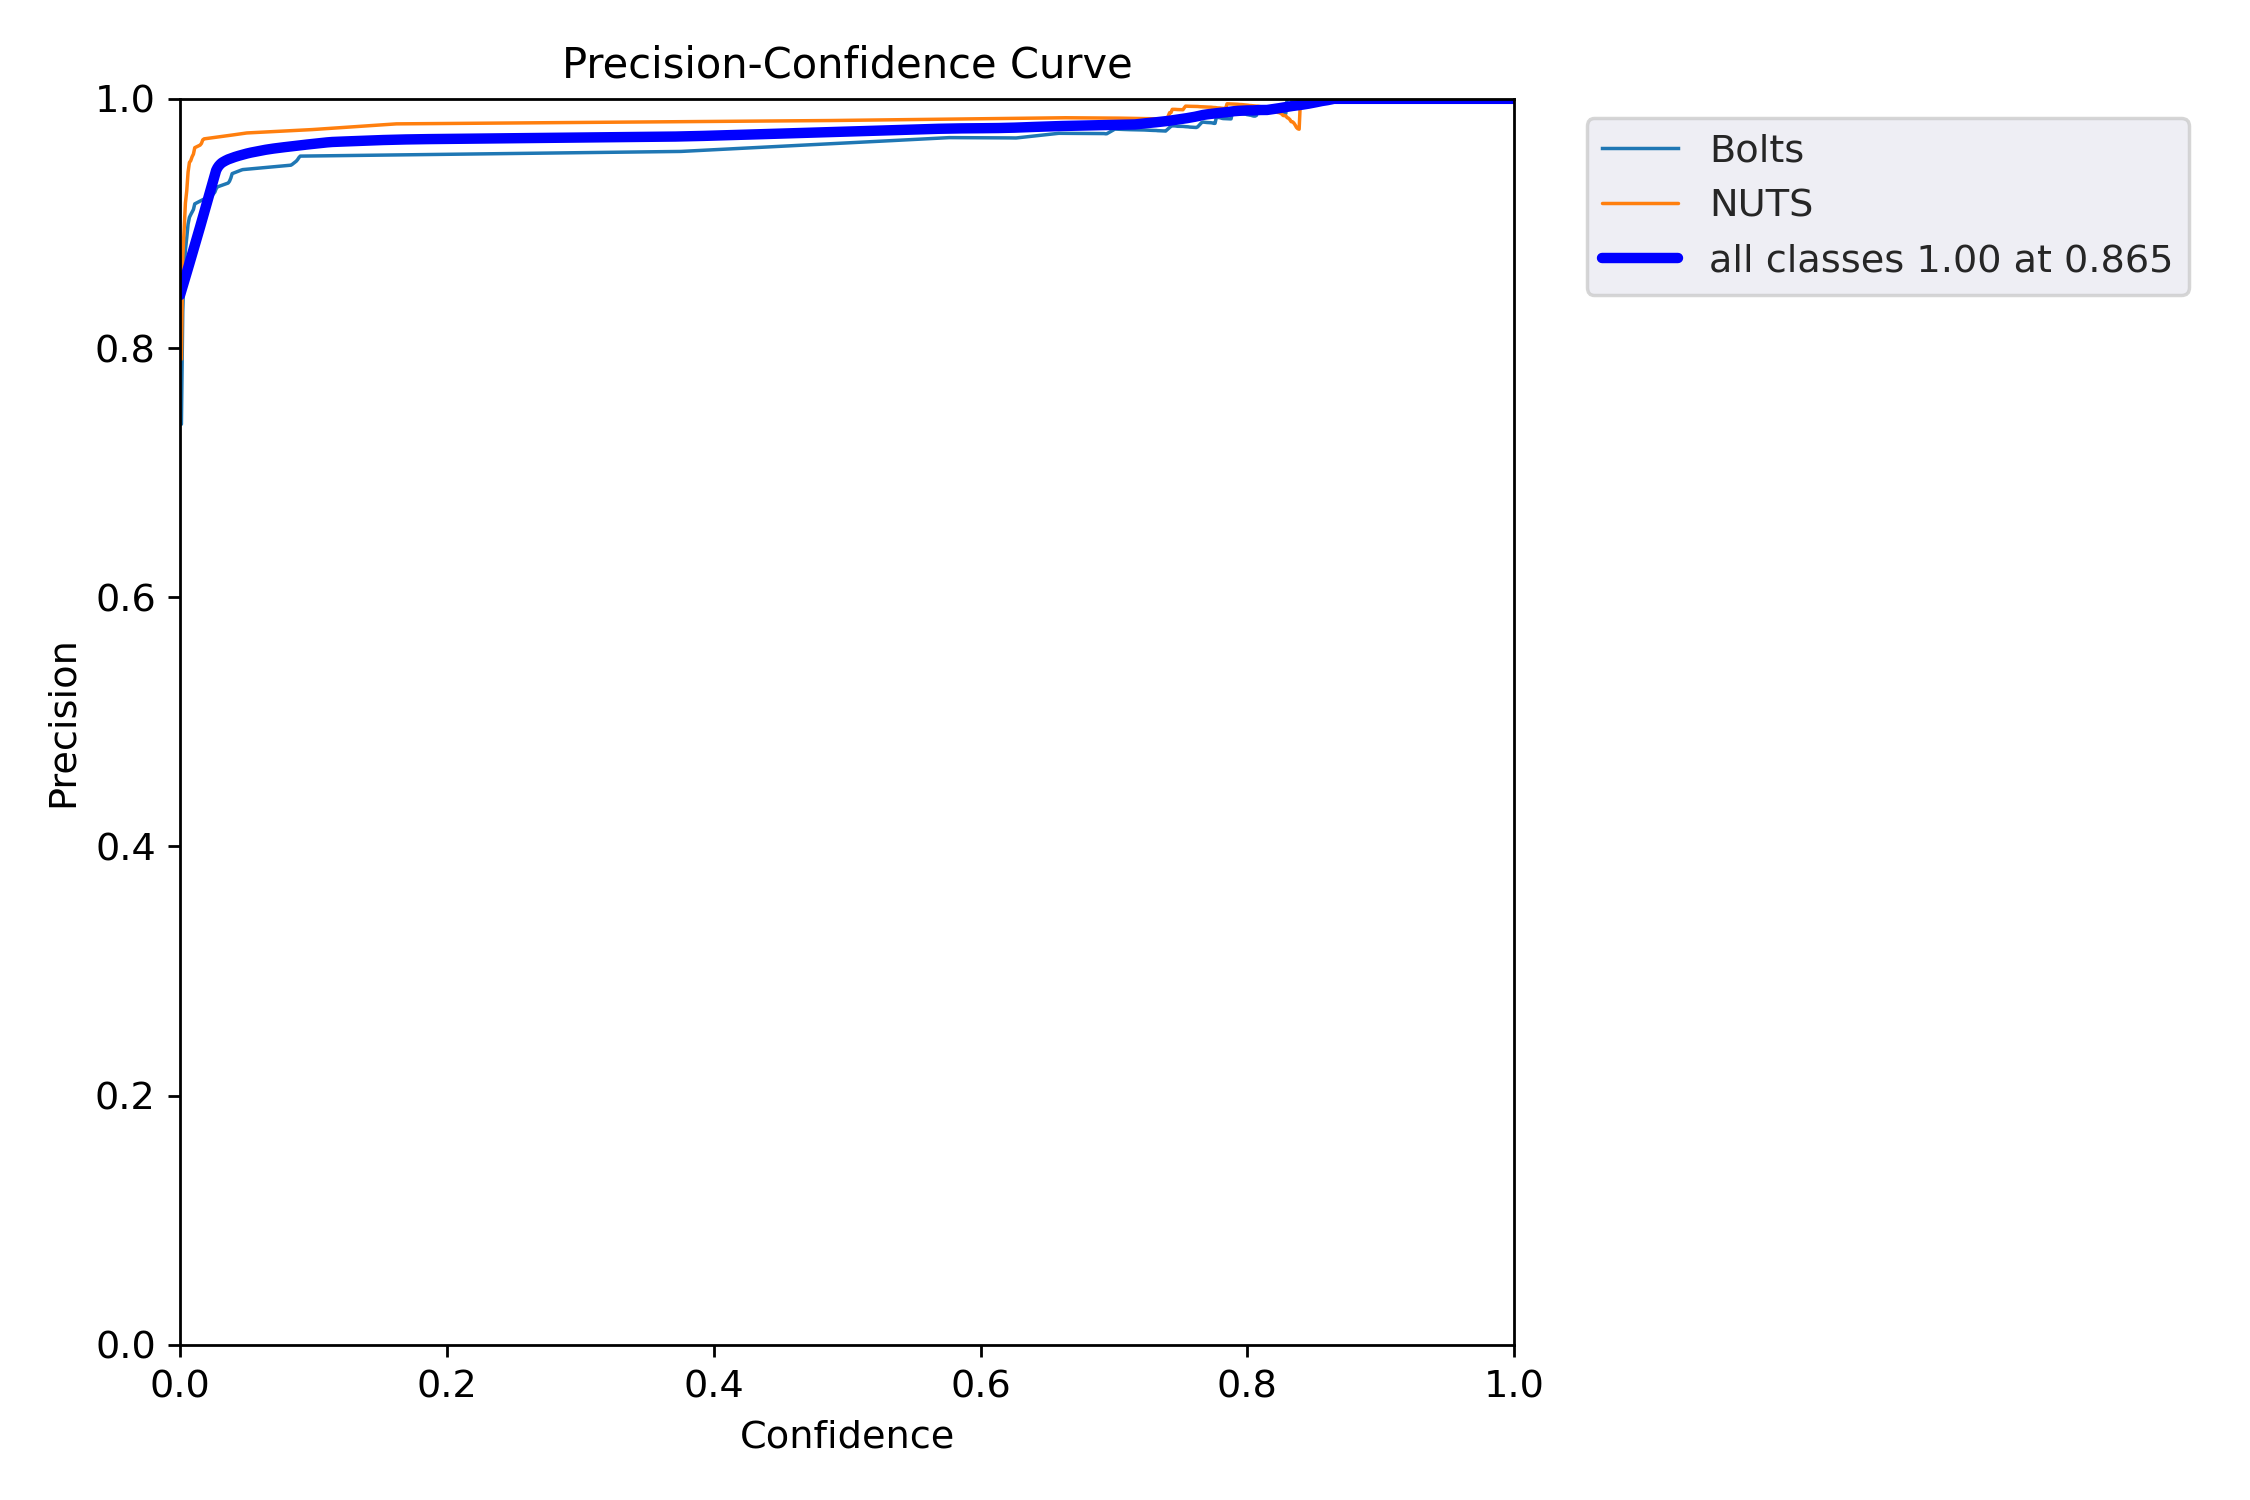 Precision-Confidence Curve
1.0
0.8
0.6
0.4
0.2
0.0
Precision
0.0 0.2 0.4 0.6 0.8 1.0
Confidence
Bolts
NUTS
all classes 1.00 at 0.865